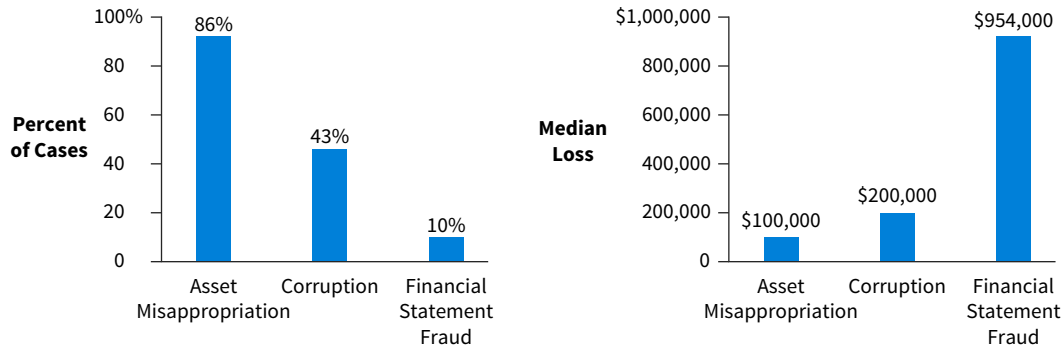 100%
86%
80
60
Percent
of Cases
43%
40
20
10%
0
Asset
Misappropriation
Corruption
Financial
Statement
Fraud
$1,000,000
$954,000
800,000
600,000
Median
Loss
400,000
200,000
$200,000
$100,000
0
Asset
Misappropriation
Corruption
Financial
Statement
Fraud